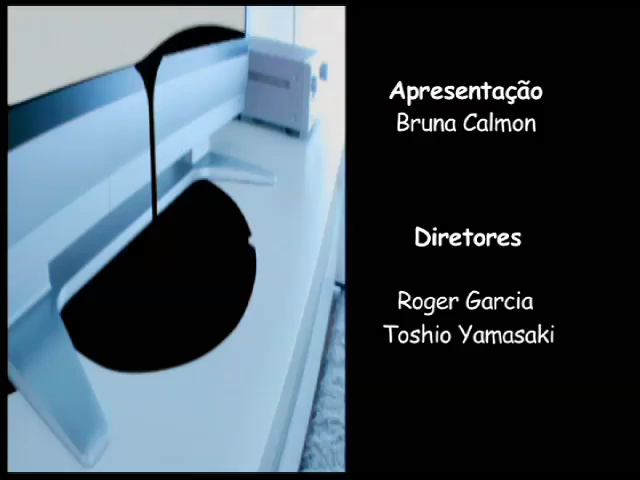 Apresentação
Bruna Calmon
Diretores
Roger Garcia
Toshio Yamasaki